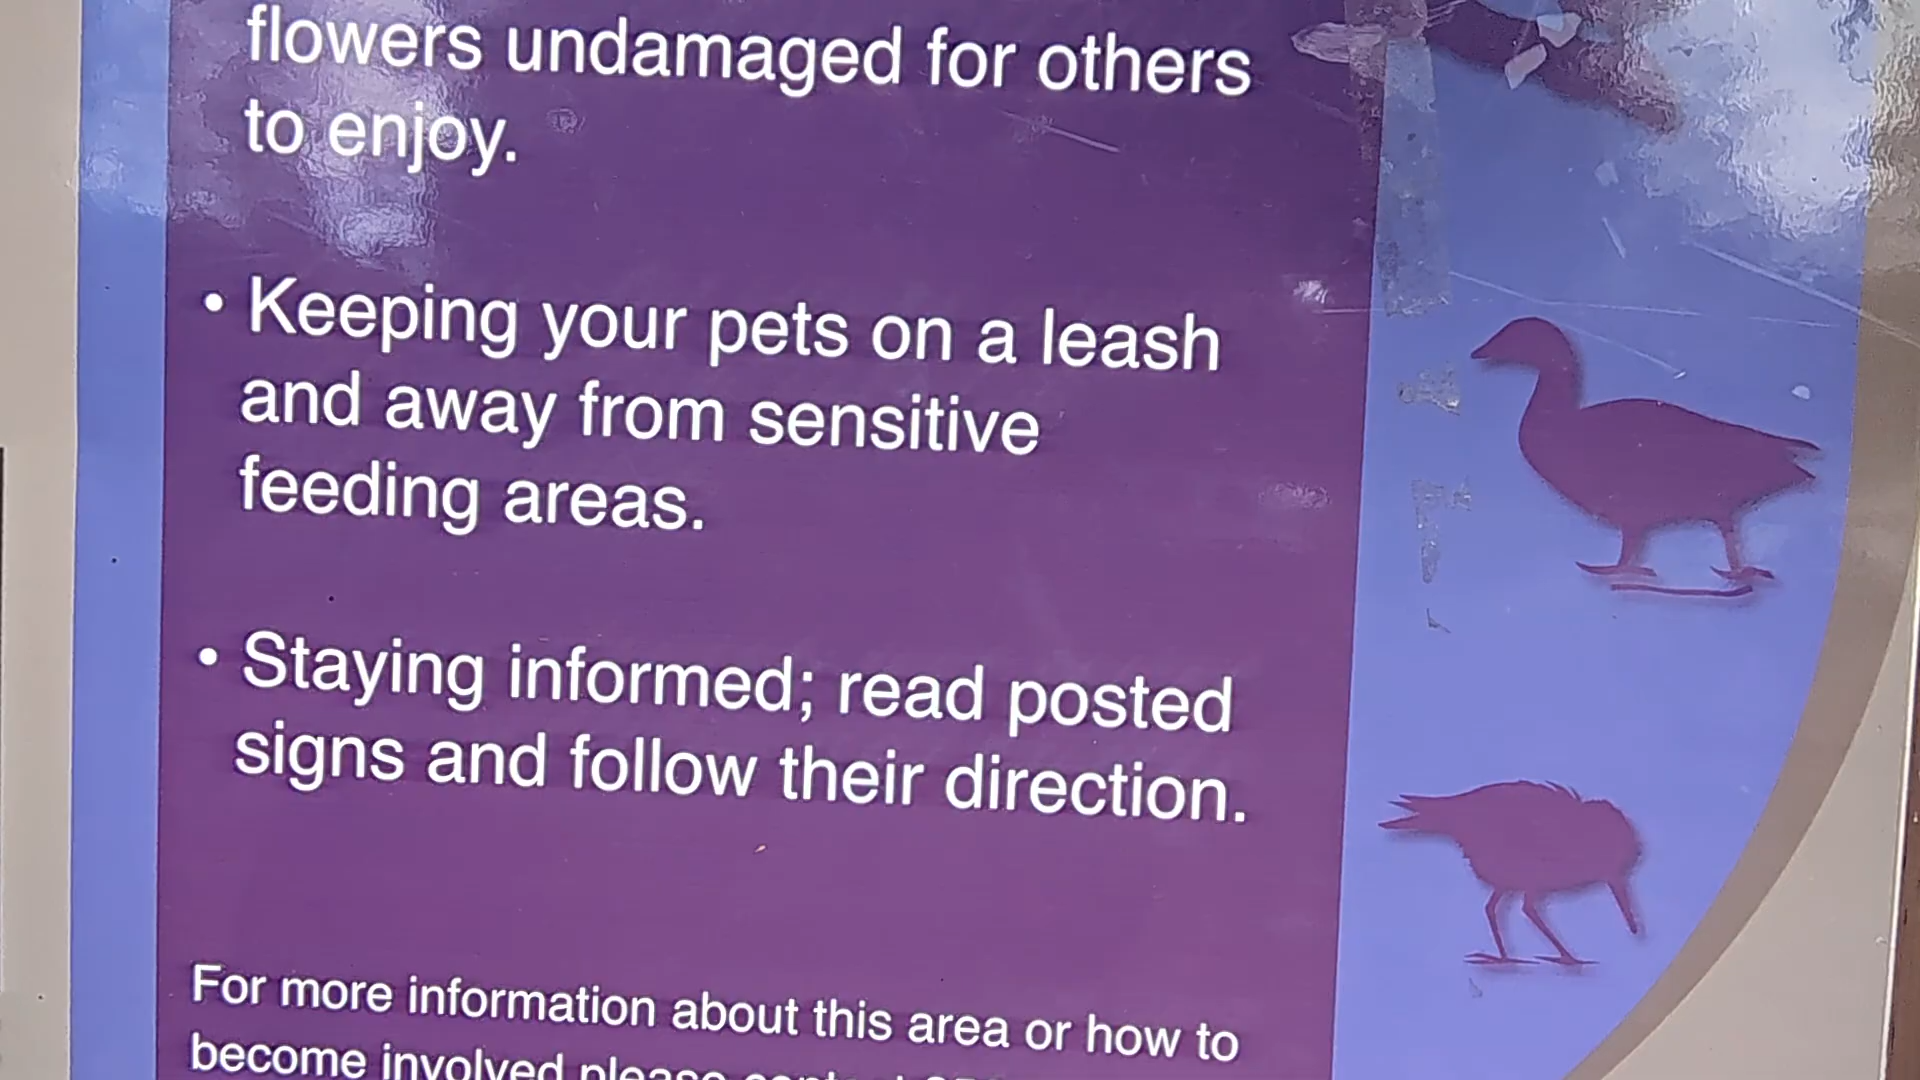 flowers undamaged for others
to enjoy.
• Keeping your pets on a leash
and away from sensitive
feeding areas.
• Staying informed; read posted
signs and follow their direction.
For more information about this area or how to
become involved please